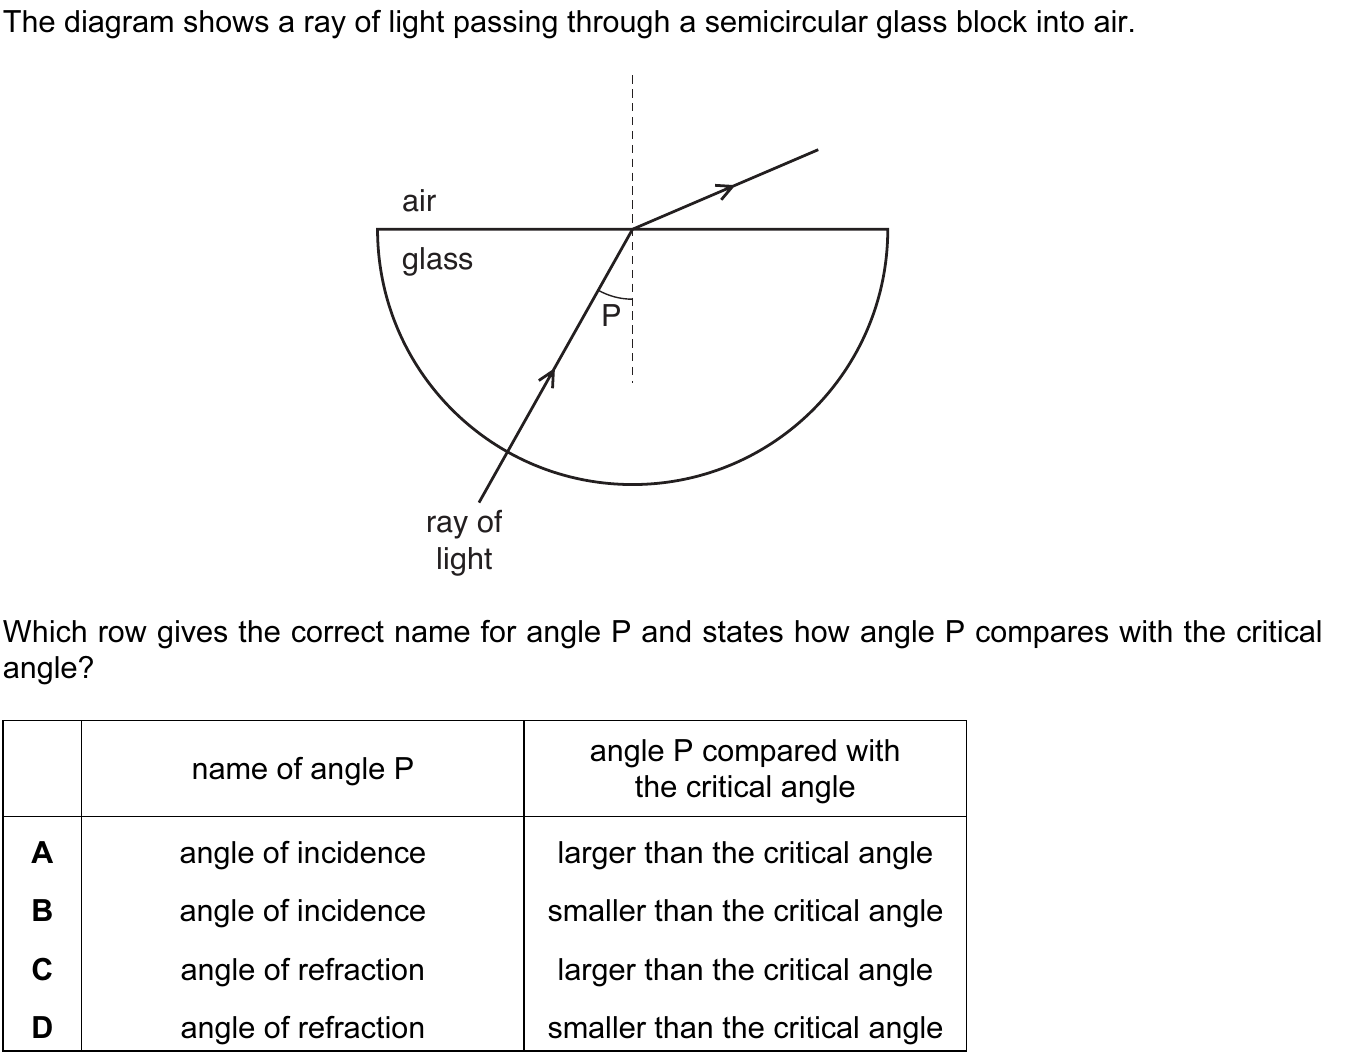 The diagram shows a ray of light passing through a semicircular glass block into air.
air
glass
P
ray of
light
Which row gives the correct name for angle P and states how angle P compares with the critical
angle?
name of angle P
angle P compared with
the critical angle
A angle of incidence larger than the critical angle
B angle of incidence smaller than the critical angle
C angle of refraction larger than the critical angle
D angle of refraction smaller than the critical angle